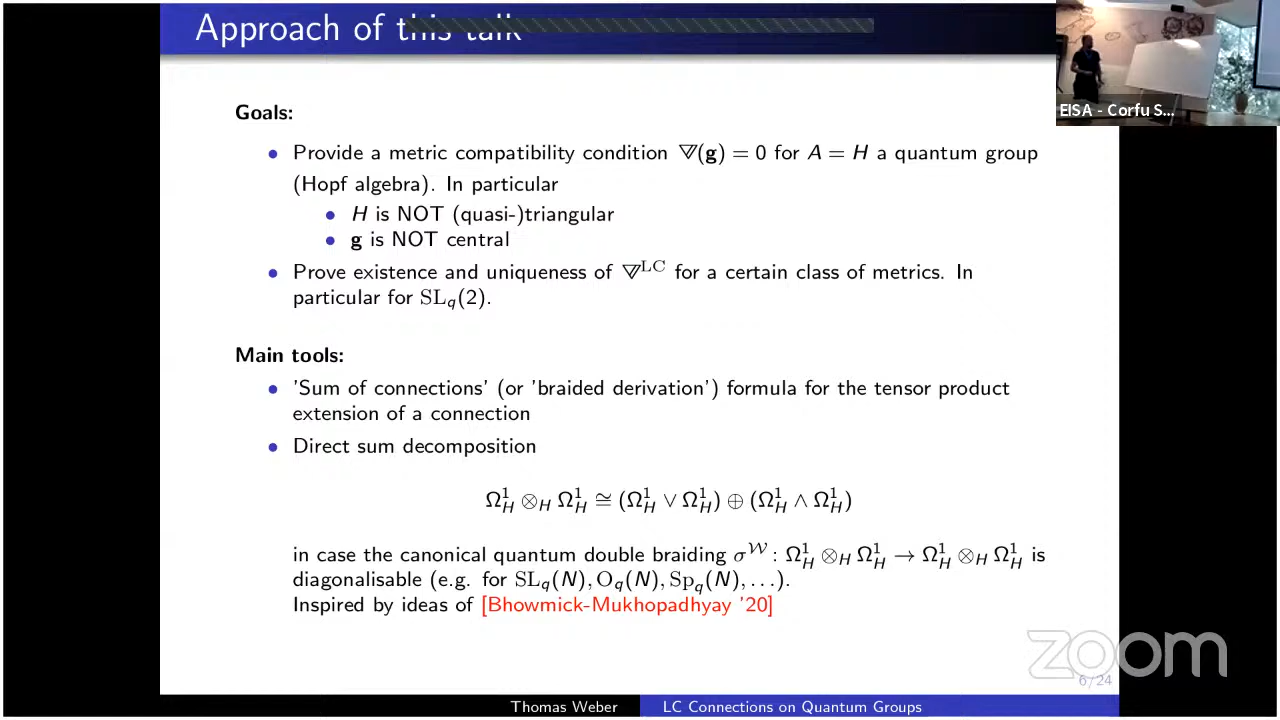 Approach of this talk
EISA - Corfu S...
Goals:
• Provide a metric compatibility condition ∇(g) = 0 for A = H a quantum group
(Hopf algebra). In particular
• H is NOT (quasi-)triangular
• g is NOT central
• Prove existence and uniqueness of ∇^LC for a certain class of metrics. In
particular for SL_q(2).
Main tools:
• 'Sum of connections' (or 'braided derivation') formula for the tensor product
extension of a connection
• Direct sum decomposition
Ω¹_H ⊗_H Ω¹_H ≅ (Ω¹_H ∨ Ω¹_H) ⊕ (Ω¹_H ∧ Ω¹_H)
in case the canonical quantum double braiding σ^𝒲 : Ω¹_H ⊗_H Ω¹_H → Ω¹_H ⊗_H Ω¹_H is
diagonalisable (e.g. for SL_q(N), O_q(N), Sp_q(N), . . .).
Inspired by ideas of [Bhowmick-Mukhopadhyay '20]
zoom
6 / 24
Thomas Weber LC Connections on Quantum Groups